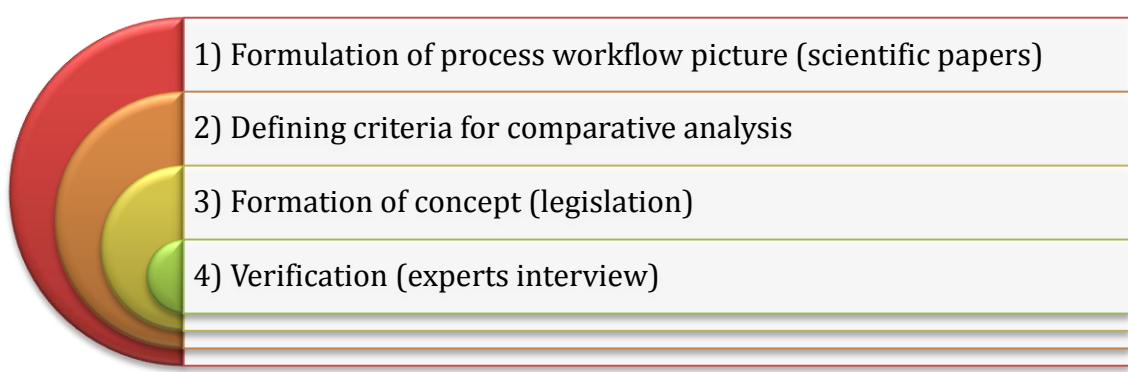 1) Formulation of process workflow picture (scientific papers)
2) Defining criteria for comparative analysis
3) Formation of concept (legislation)
4) Verification (experts interview)